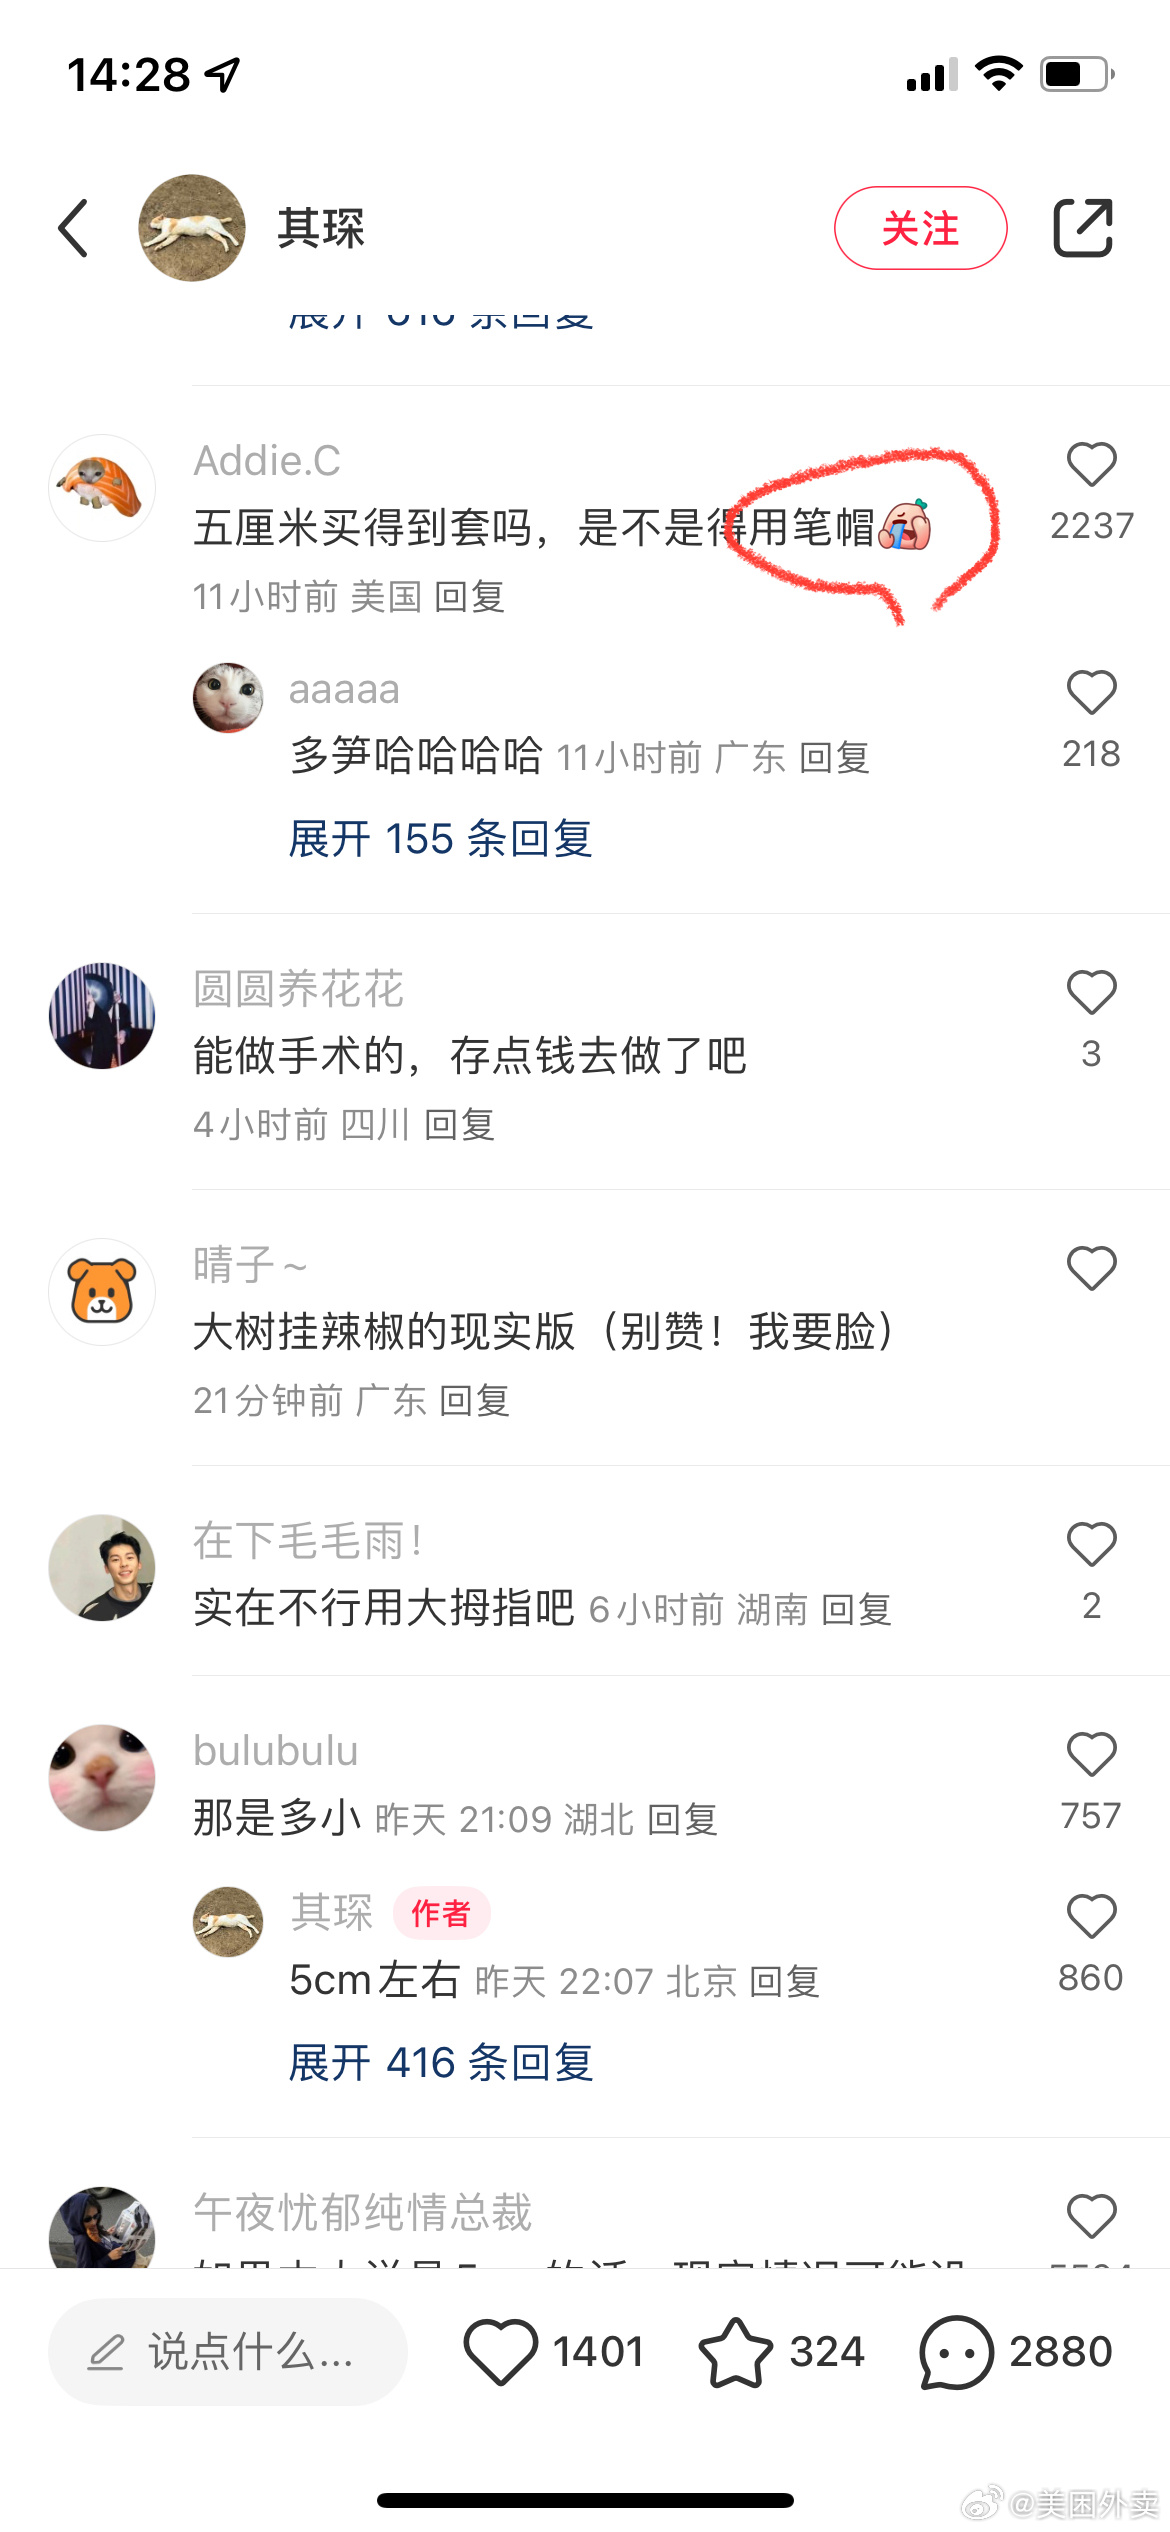 14:28
其琛
关注
Addie.C
五厘米买得到套吗，是不是得用笔帽
2237
11小时前 美国 回复
aaaaa
多笋哈哈哈哈 11小时前 广东 回复
218
展开 155 条回复
圆圆养花花
能做手术的，存点钱去做了吧
3
4小时前 四川 回复
晴子~
大树挂辣椒的现实版（别赞！我要脸）
21分钟前 广东 回复
在下毛毛雨！
实在不行用大拇指吧 6小时前 湖南 回复
2
bulubulu
那是多小 昨天 21:09 湖北 回复
757
其琛 作者
5cm左右 昨天 22:07 北京 回复
860
展开 416 条回复
午夜忧郁纯情总裁
说点什么... 1401 324 2880
@美困外卖